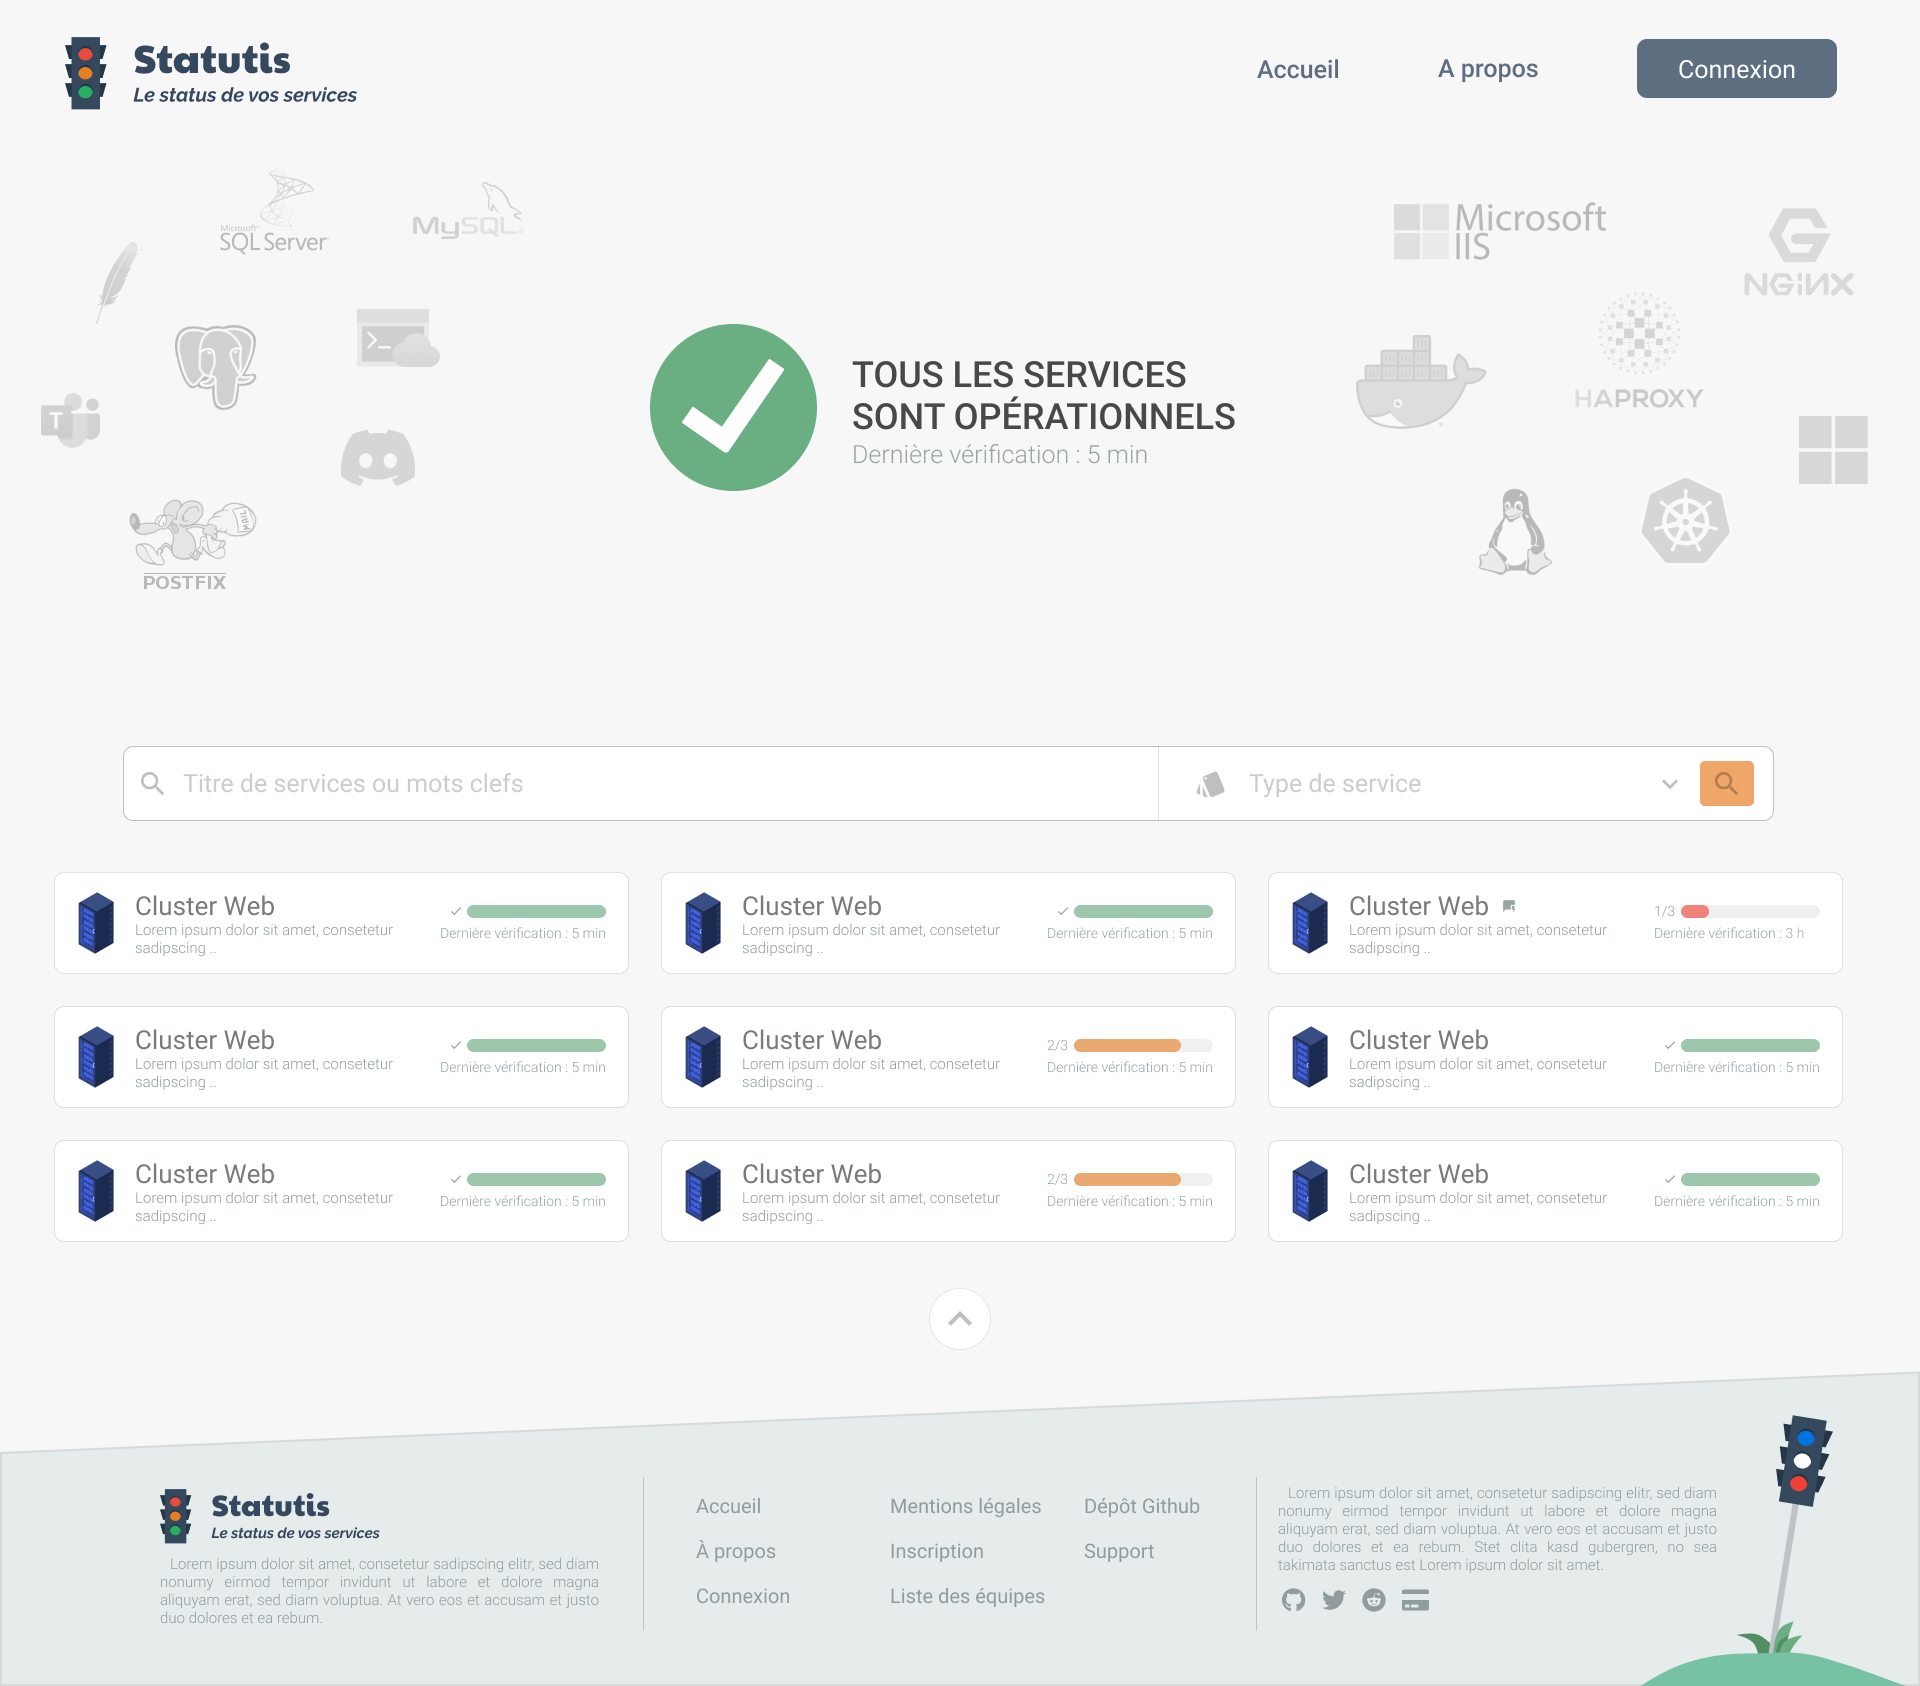 Statutis
Le status de vos services
Accueil
A propos
Connexion
Microsoft
SQL Server
MySQL
Microsoft
IIS
NGiNX
HAPROXY
T
MAIL
POSTFIX
TOUS LES SERVICES
SONT OPÉRATIONNELS
Dernière vérification : 5 min
Titre de services ou mots clefs
Type de service
Cluster Web
Lorem ipsum dolor sit amet, consetetur
sadipscing ..
Dernière vérification : 5 min
Cluster Web
Lorem ipsum dolor sit amet, consetetur
sadipscing ..
Dernière vérification : 5 min
Cluster Web
Lorem ipsum dolor sit amet, consetetur
sadipscing ..
1/3
Dernière vérification : 3 h
Cluster Web
Lorem ipsum dolor sit amet, consetetur
sadipscing ..
Dernière vérification : 5 min
Cluster Web
Lorem ipsum dolor sit amet, consetetur
sadipscing ..
2/3
Dernière vérification : 5 min
Cluster Web
Lorem ipsum dolor sit amet, consetetur
sadipscing ..
Dernière vérification : 5 min
Cluster Web
Lorem ipsum dolor sit amet, consetetur
sadipscing ..
Dernière vérification : 5 min
Cluster Web
Lorem ipsum dolor sit amet, consetetur
sadipscing ..
2/3
Dernière vérification : 5 min
Cluster Web
Lorem ipsum dolor sit amet, consetetur
sadipscing ..
Dernière vérification : 5 min
Statutis
Le status de vos services
Lorem ipsum dolor sit amet, consetetur sadipscing elitr, sed diam
nonumy eirmod tempor invidunt ut labore et dolore magna
aliquyam erat, sed diam voluptua. At vero eos et accusam et justo
duo dolores et ea rebum.
Accueil
À propos
Connexion
Mentions légales
Inscription
Liste des équipes
Dépôt Github
Support
Lorem ipsum dolor sit amet, consetetur sadipscing elitr, sed diam
nonumy eirmod tempor invidunt ut labore et dolore magna
aliquyam erat, sed diam voluptua. At vero eos et accusam et justo
duo dolores et ea rebum. Stet clita kasd gubergren, no sea
takimata sanctus est Lorem ipsum dolor sit amet.